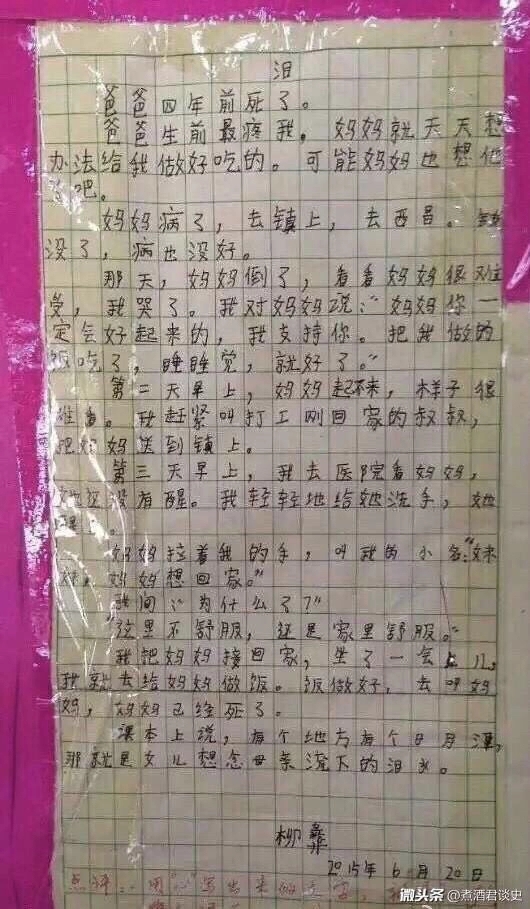 泪
爸爸四年前死了。
爸爸生前最疼我。妈妈就天天想
办法给我做好吃的。可能妈妈也想他
了吧。
妈妈病了，去镇上，去西昌。钱
没了，病也没好。
那天，妈妈倒了，看看妈妈很难
受，我哭了。我对妈妈说：“妈妈你一
定会好起来的，我支持你。把我做的
饭吃了，睡睡觉，就好了。”
第二天早上，妈妈起不来，样子很
难看。我赶紧叫打工刚回家的叔叔，
把妈妈送到镇上。
第三天早上，我去医院看妈妈，
她还没有醒。我轻轻地给她洗手，她
醒了。
妈妈拉着我的手，叫我的小名：“妹
妹，妈妈想回家。”
我问：“为什么了？”
“这里不舒服，还是家里舒服。”
我把妈妈接回家，坐了一会儿，
我就去给妈妈做饭。饭做好，去叫妈
妈，妈妈已经死了。
课本上说，有个地方有个日月潭，
那就是女儿想念母亲流下的泪水。
柳彝
2015年6月20日
点评：用“心”写出来的文字，
微头条@煮酒君谈史